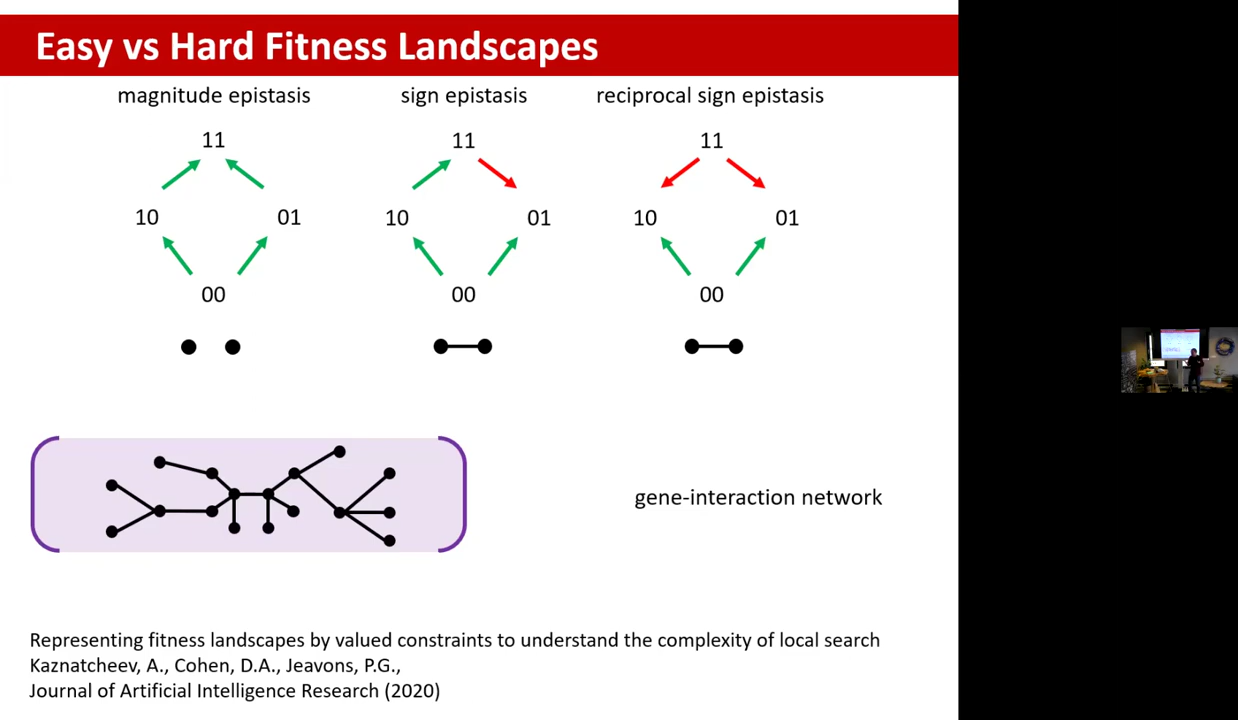 Easy vs Hard Fitness Landscapes
magnitude epistasis
sign epistasis
reciprocal sign epistasis
11
11
11
10
01
10
01
10
01
00
00
00
gene-interaction network
Representing fitness landscapes by valued constraints to understand the complexity of local search
Kaznatcheev, A., Cohen, D.A., Jeavons, P.G.,
Journal of Artificial Intelligence Research (2020)